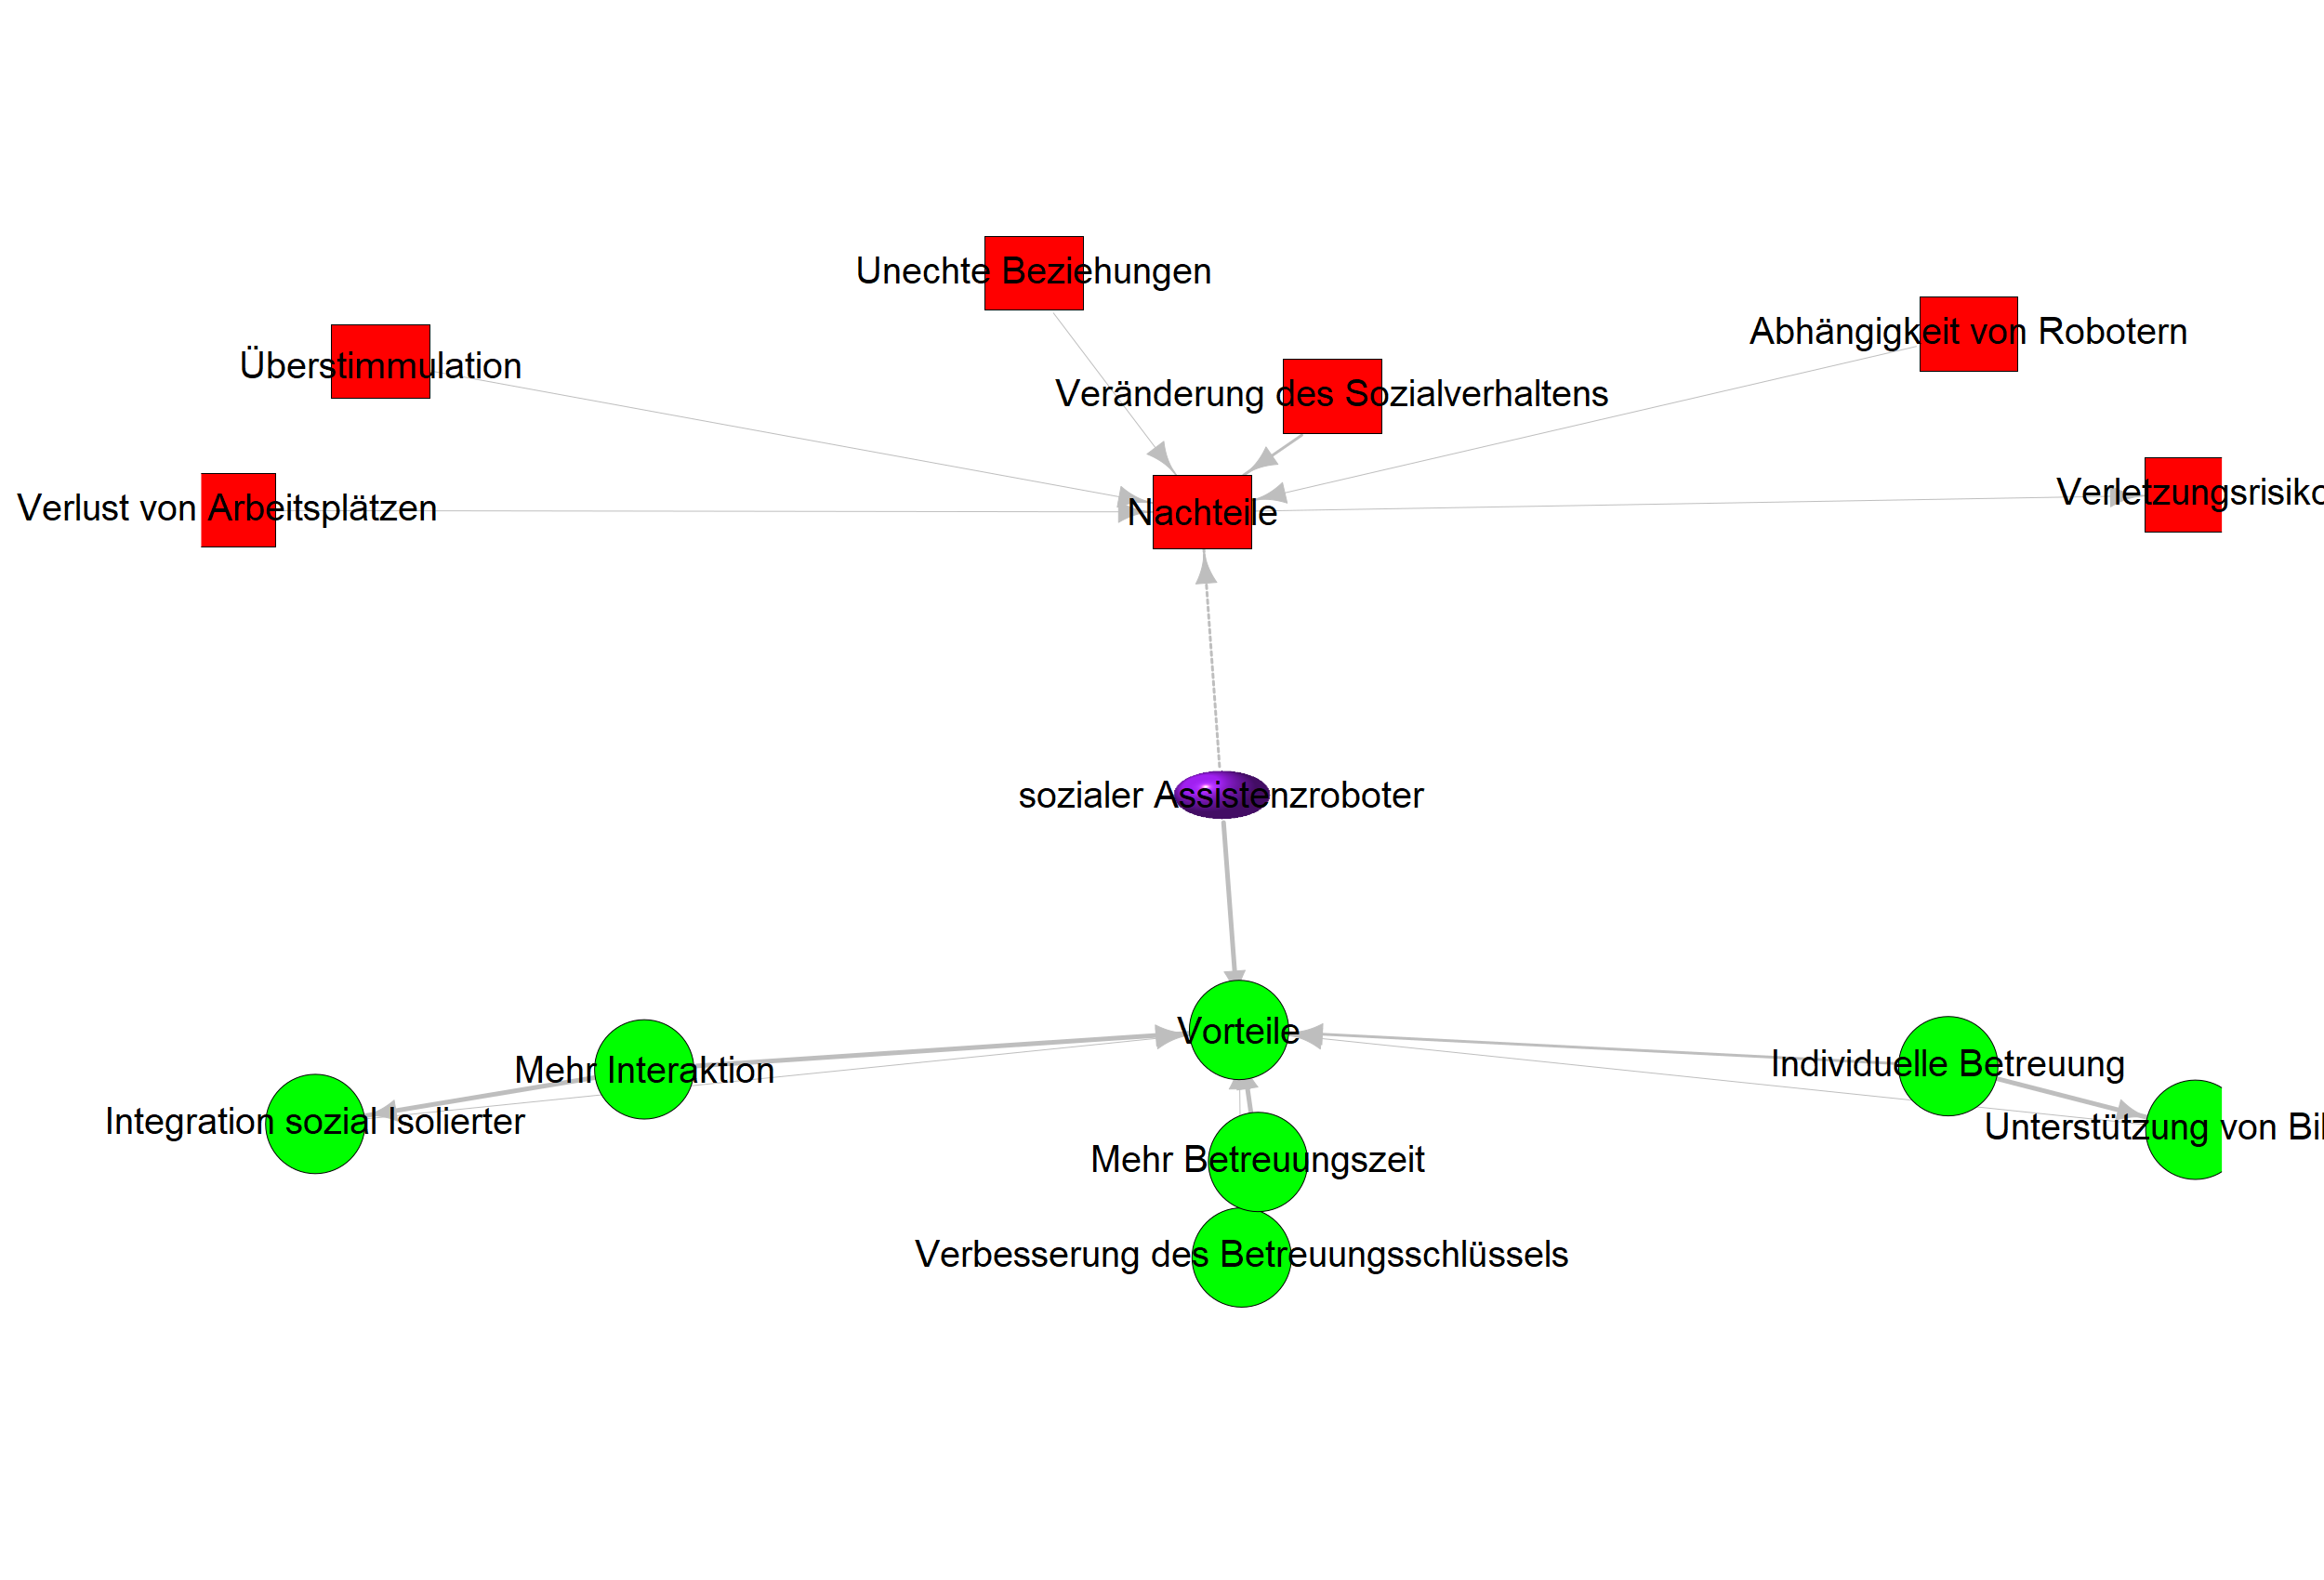 Unechte Beziehungen
Abhängigkeit von Robotern
Überstimmulation
Veränderung des Sozialverhaltens
Verletzungsrisiko
Verlust von Arbeitsplätzen
Nachteile
sozialer Assistenzroboter
Vorteile
Individuelle Betreuung
Mehr Interaktion
Integration sozial Isolierter
Unterstützung von
Mehr Betreuungszeit
Verbesserung des Betreuungsschlüssels